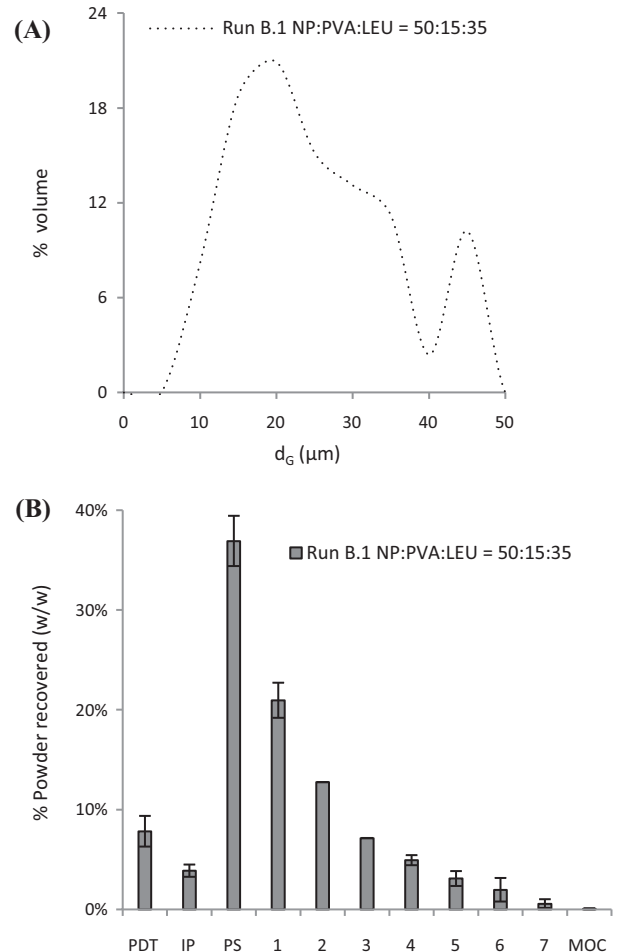 (A)
Run B.1 NP:PVA:LEU = 50:15:35
24
18
12
6
0
% volume
0 10 20 30 40 50
d_G (µm)
(B)
Run B.1 NP:PVA:LEU = 50:15:35
40%
30%
20%
10%
0%
% Powder recovered (w/w)
PDT IP PS 1 2 3 4 5 6 7 MOC